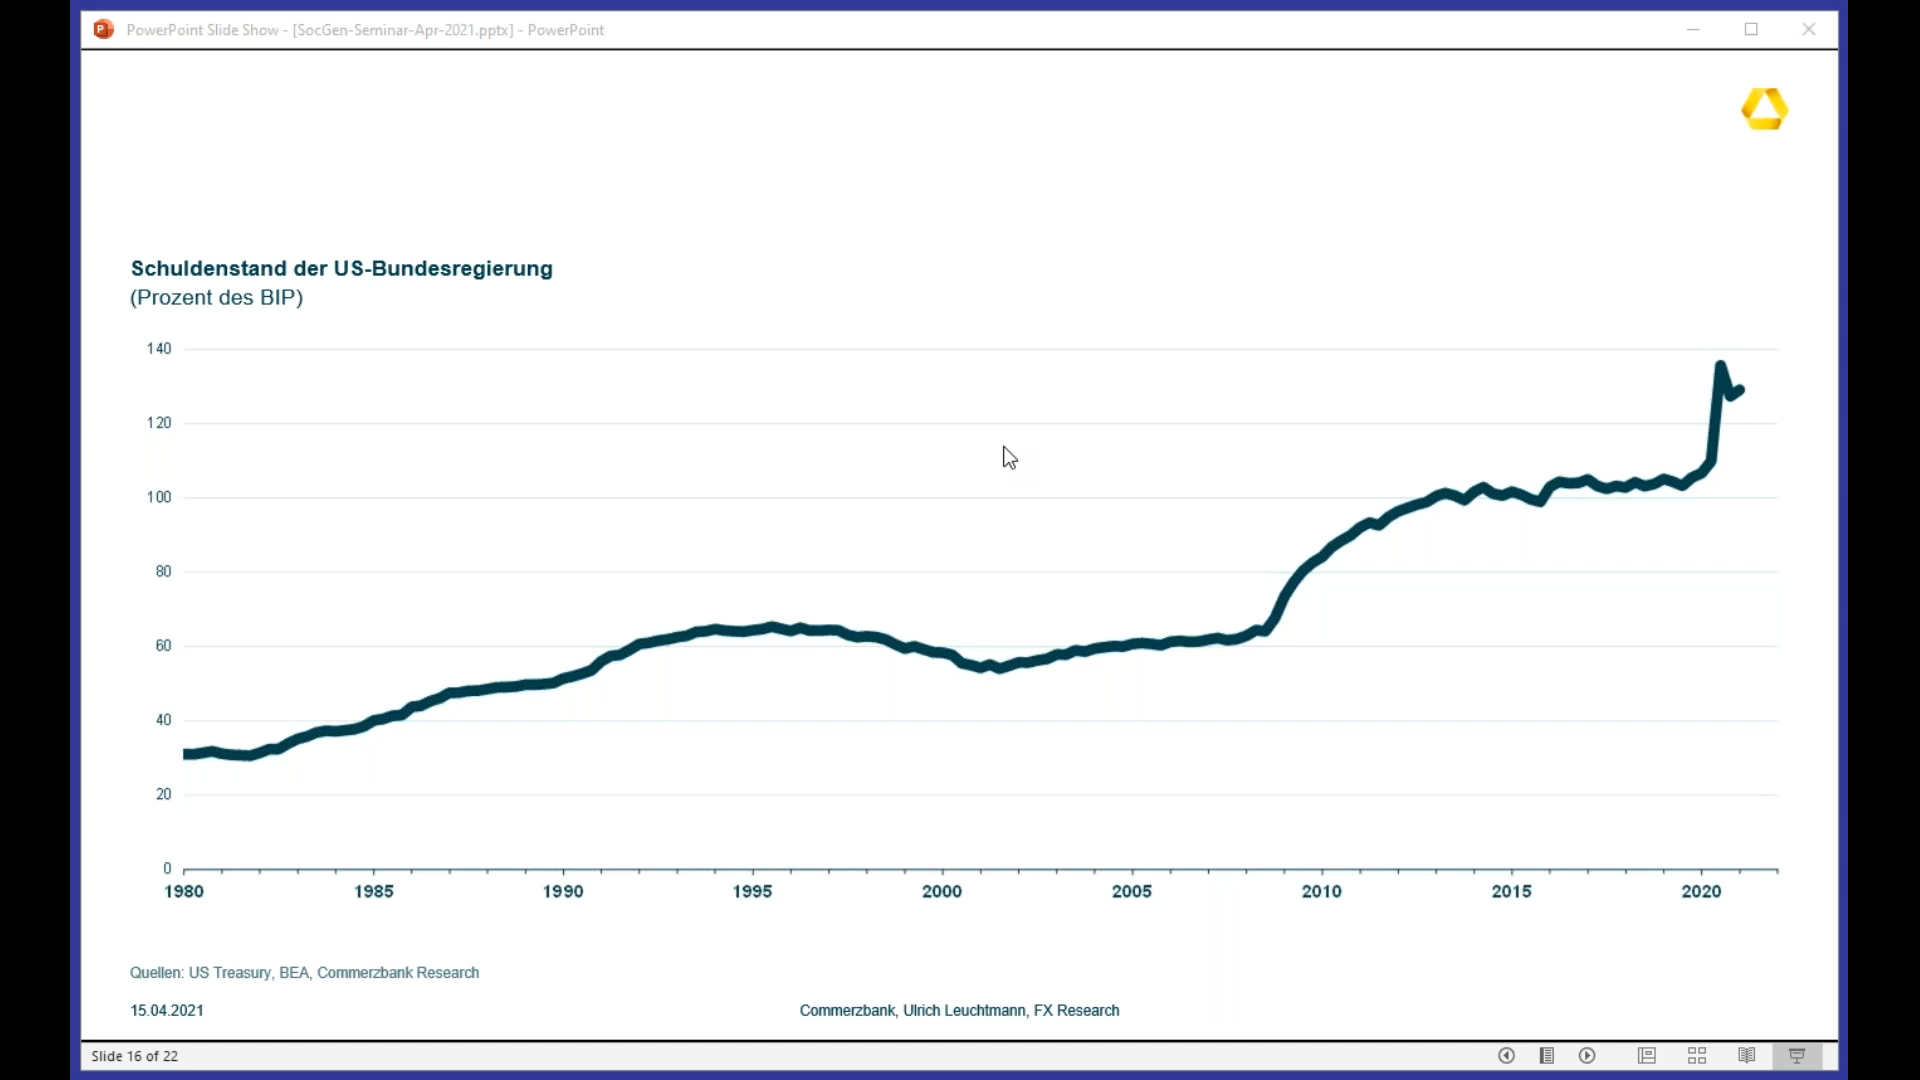 PowerPoint Slide Show - [SocGen-Seminar-Apr-2021.pptx] - PowerPoint
Schuldenstand der US-Bundesregierung
(Prozent des BIP)
140
120
100
80
60
40
20
0
1980 1985 1990 1995 2000 2005 2010 2015 2020
Quellen: US Treasury, BEA, Commerzbank Research
15.04.2021 Commerzbank, Ulrich Leuchtmann, FX Research
Slide 16 of 22